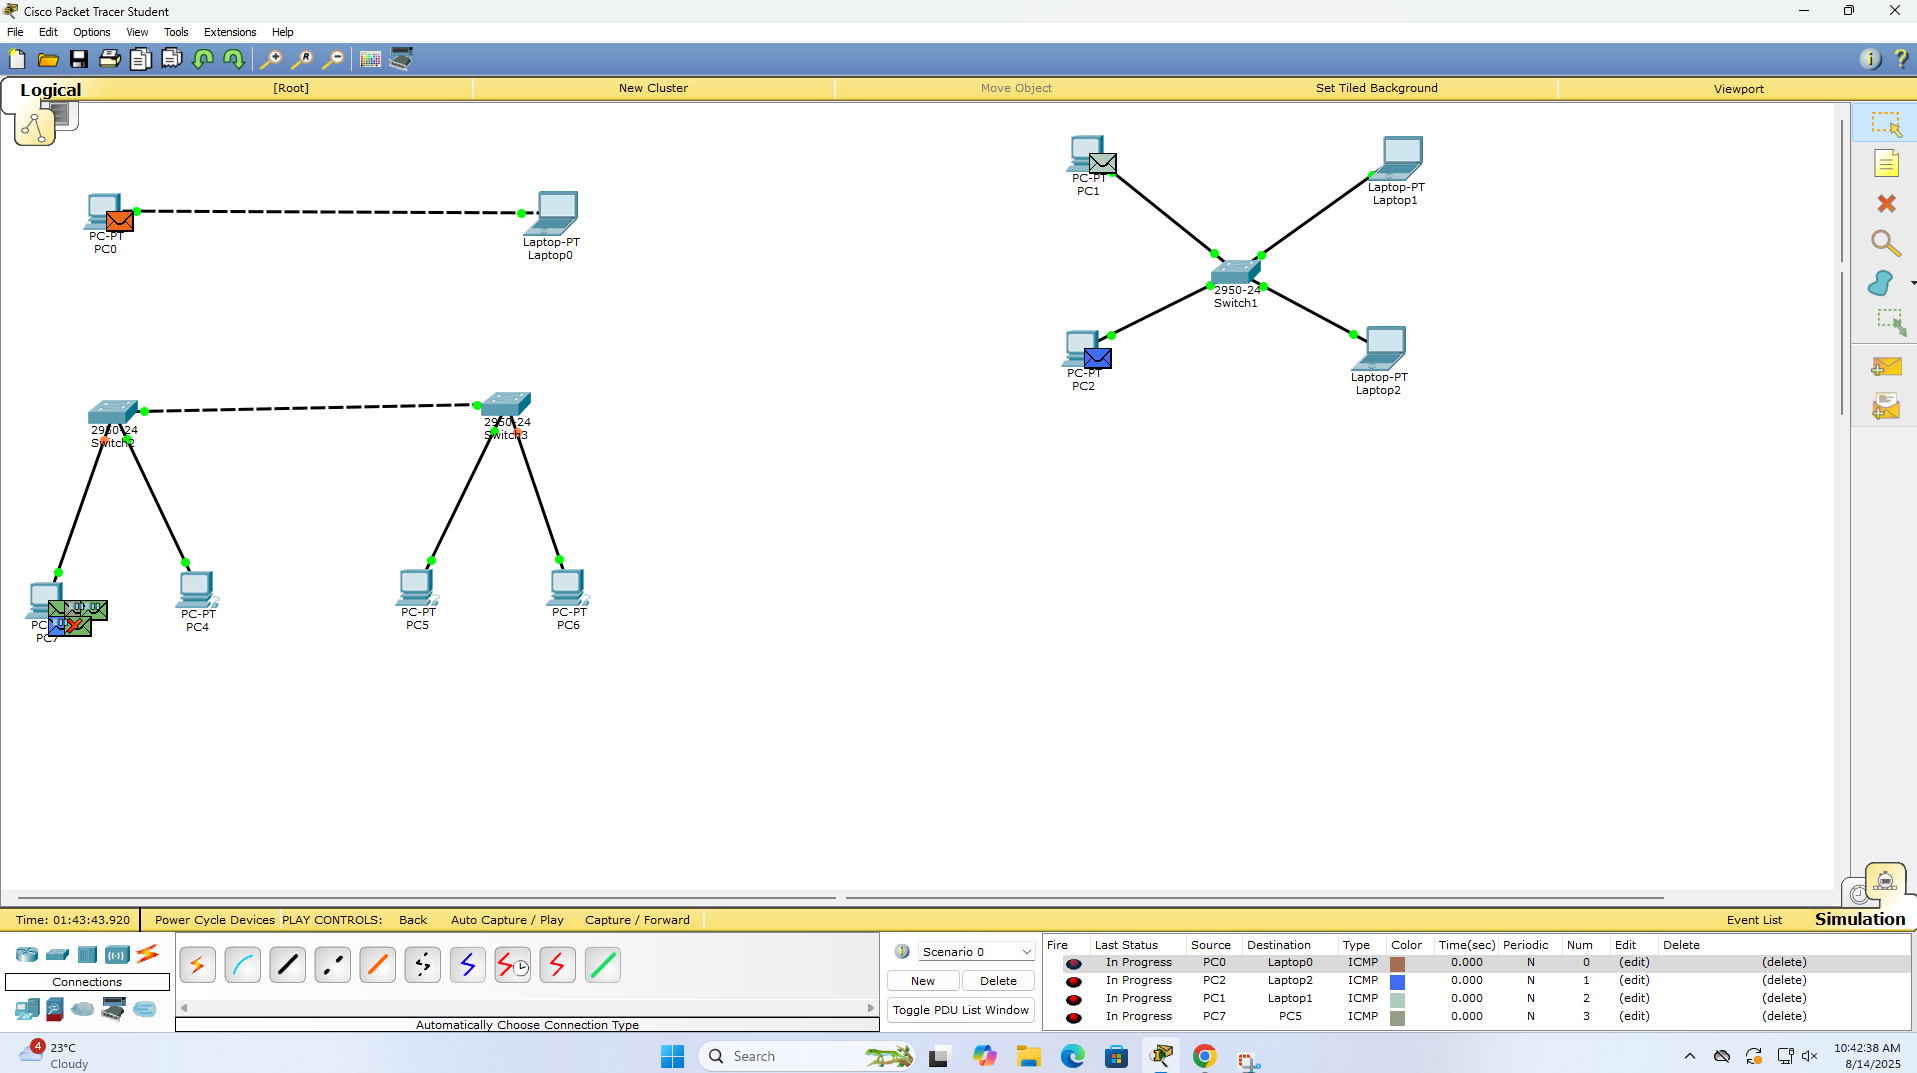 Cisco Packet Tracer Student
File Edit Options View Tools Extensions Help
Logical [Root] New Cluster Move Object Set Tiled Background Viewport
PC-PT
PC0
Laptop-PT
Laptop0
PC-PT
PC1
Laptop-PT
Laptop1
2950-24
Switch1
PC-PT
PC2
Laptop-PT
Laptop2
2950-24
Switch2
2950-24
Switch3
PC7
PC-PT
PC4
PC-PT
PC5
PC-PT
PC6
Time: 01:43:43.920 Power Cycle Devices PLAY CONTROLS: Back Auto Capture / Play Capture / Forward Event List Simulation
Connections
Automatically Choose Connection Type
Scenario 0
New Delete
Toggle PDU List Window
Fire Last Status Source Destination Type Color Time(sec) Periodic Num Edit Delete
In Progress PC0 Laptop0 ICMP 0.000 N 0 (edit) (delete)
In Progress PC2 Laptop2 ICMP 0.000 N 1 (edit) (delete)
In Progress PC1 Laptop1 ICMP 0.000 N 2 (edit) (delete)
In Progress PC7 PC5 ICMP 0.000 N 3 (edit) (delete)
4
23°C
Cloudy
Search
10:42:38 AM
8/14/2025